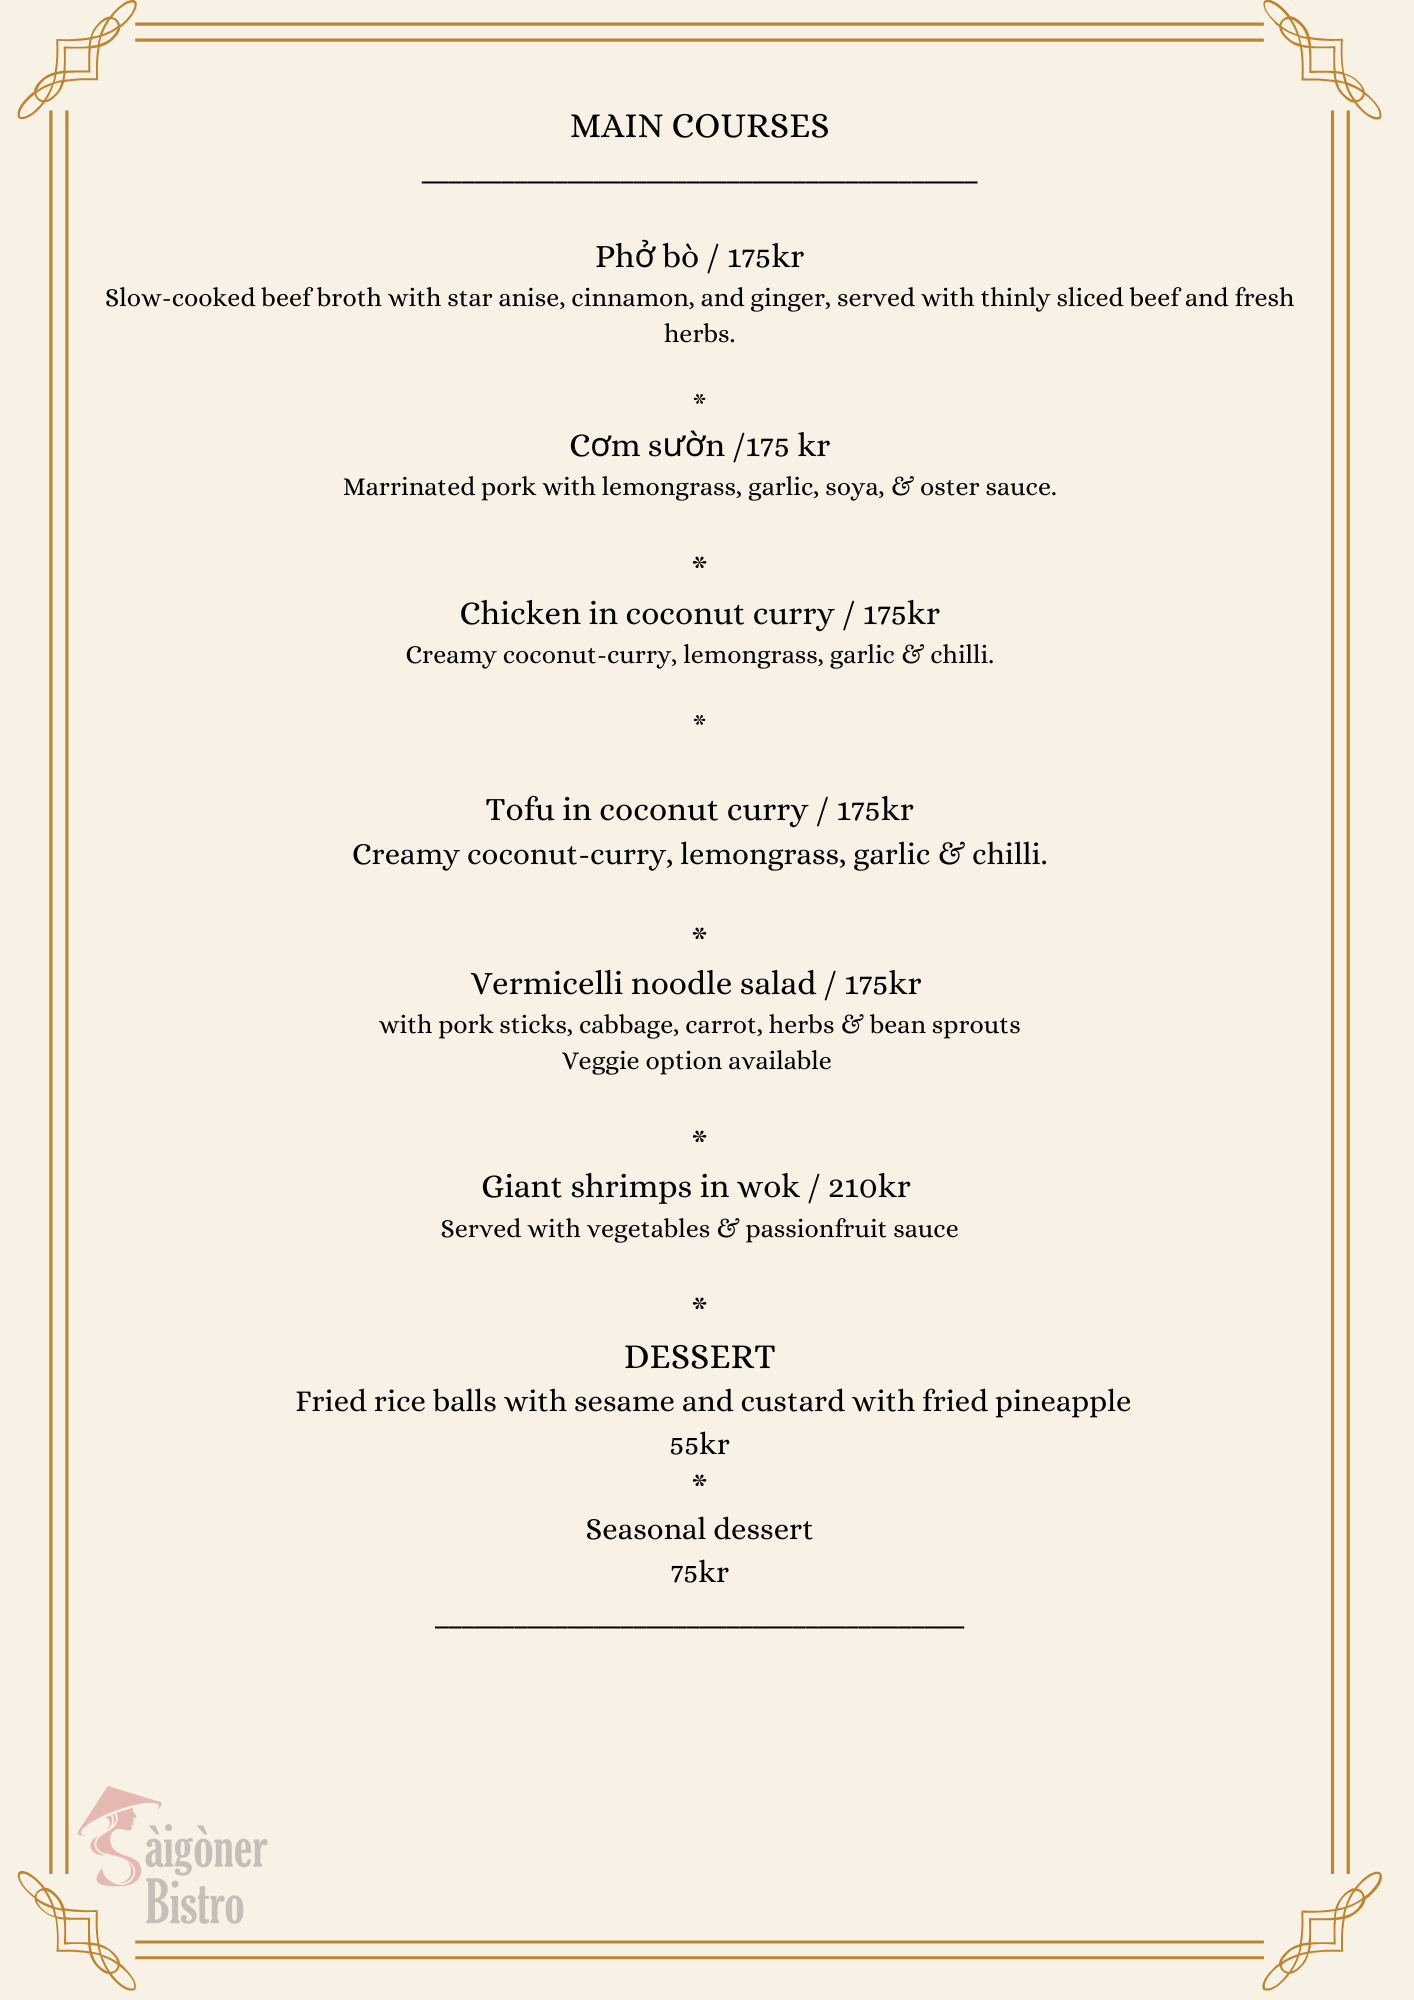 MAIN COURSES
Phở bò / 175kr
Slow-cooked beef broth with star anise, cinnamon, and ginger, served with thinly sliced beef and fresh
herbs.
*
Cơm sườn /175 kr
Marrinated pork with lemongrass, garlic, soya, & oster sauce.
*
Chicken in coconut curry / 175kr
Creamy coconut-curry, lemongrass, garlic & chilli.
*
Tofu in coconut curry / 175kr
Creamy coconut-curry, lemongrass, garlic & chilli.
*
Vermicelli noodle salad / 175kr
with pork sticks, cabbage, carrot, herbs & bean sprouts
Veggie option available
*
Giant shrimps in wok / 210kr
Served with vegetables & passionfruit sauce
*
DESSERT
Fried rice balls with sesame and custard with fried pineapple
55kr
*
Seasonal dessert
75kr
Sàigòner
Bistro